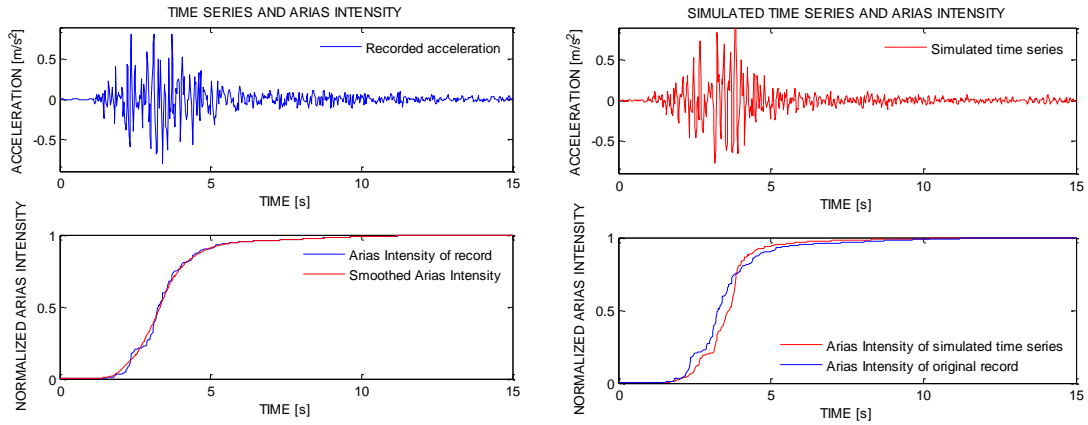 TIME SERIES AND ARIAS INTENSITY
ACCELERATION [m/s²]
0.5
0
-0.5
Recorded acceleration
0 5 10 15
TIME [s]
NORMALIZED ARIAS INTENSITY
1
0.5
0
Arias Intensity of record
Smoothed Arias Intensity
0 5 10 15
TIME [s]
SIMULATED TIME SERIES AND ARIAS INTENSITY
ACCELERATION [m/s²]
0.5
0
-0.5
Simulated time series
0 5 10 15
TIME [s]
NORMALIZED ARIAS INTENSITY
1
0.5
0
Arias Intensity of simulated time series
Arias Intensity of original record
0 5 10 15
TIME [s]